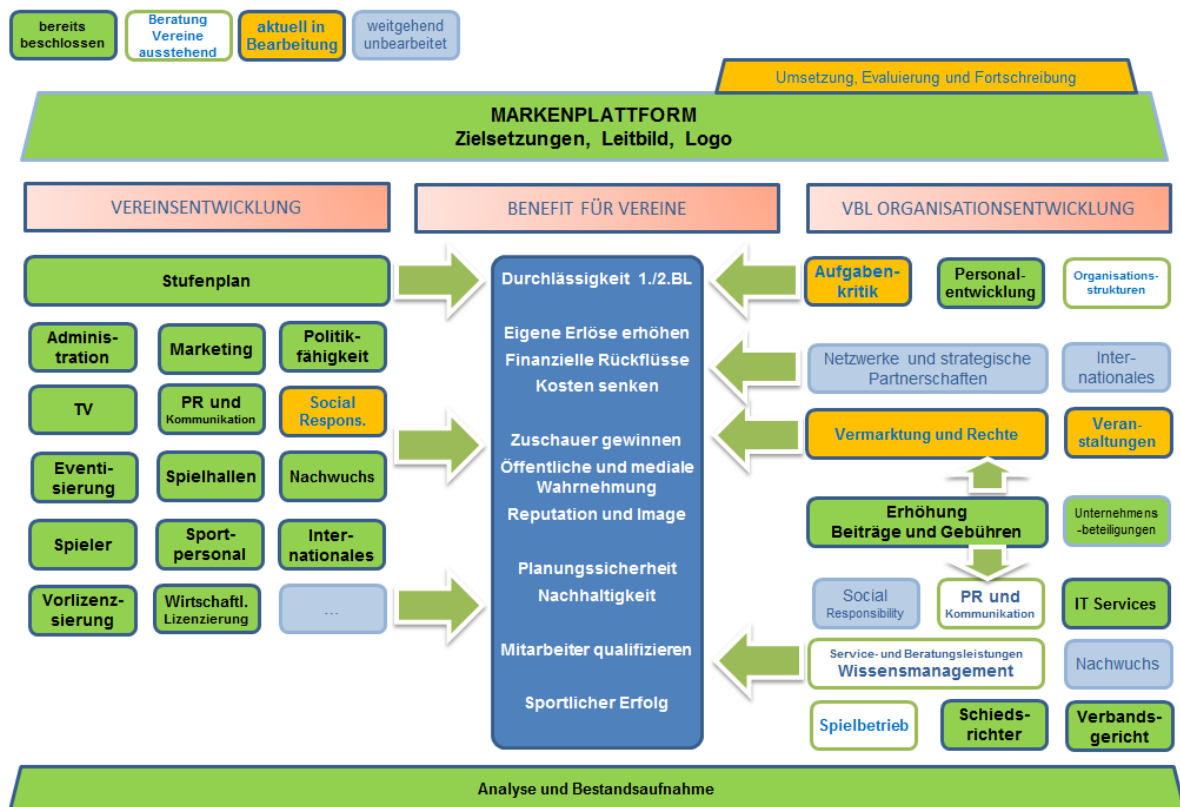 bereits
beschlossen
Beratung
Vereine
ausstehend
aktuell in
Bearbeitung
weitgehend
unbearbeitet
Umsetzung, Evaluierung und Fortschreibung
MARKENPLATTFORM
Zielsetzungen, Leitbild, Logo
VEREINSENTWICKLUNG
BENEFIT FÜR VEREINE
VBL ORGANISATIONSENTWICKLUNG
Stufenplan
Adminis-
tration
Marketing
Politik-
fähigkeit
TV
PR und
Kommunikation
Social
Respons.
Eventi-
sierung
Spielhallen
Nachwuchs
Spieler
Sport-
personal
Inter-
nationales
Vorlizenz-
sierung
Wirtschaftl.
Lizenzierung
...
Durchlässigkeit 1./2.BL
Eigene Erlöse erhöhen
Finanzielle Rückflüsse
Kosten senken
Zuschauer gewinnen
Öffentliche und mediale
Wahrnehmung
Reputation und Image
Planungssicherheit
Nachhaltigkeit
Mitarbeiter qualifizieren
Sportlicher Erfolg
Aufgaben-
kritik
Personal-
entwicklung
Organisations-
strukturen
Netzwerke und strategische
Partnerschaften
Inter-
nationales
Vermarktung und Rechte
Veran-
staltungen
Erhöhung
Beiträge und Gebühren
Unternehmens
-beteiligungen
Social
Responsibility
PR und
Kommunikation
IT Services
Service- und Beratungsleistungen
Wissensmanagement
Nachwuchs
Spielbetrieb
Schieds-
richter
Verbands-
gericht
Analyse und Bestandsaufnahme